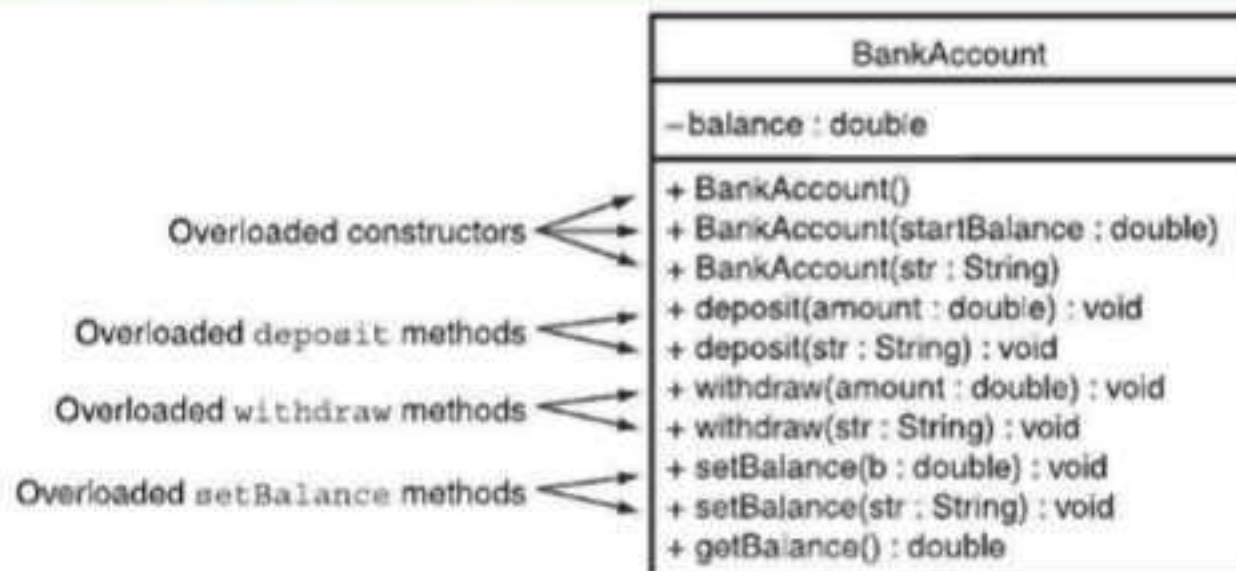 BankAccount
– balance : double
+ BankAccount()
+ BankAccount(startBalance : double)
+ BankAccount(str : String)
+ deposit(amount : double) : void
+ deposit(str : String) : void
+ withdraw(amount : double) : void
+ withdraw(str : String) : void
+ setBalance(b : double) : void
+ setBalance(str : String) : void
+ getBalance() : double
Overloaded constructors
Overloaded deposit methods
Overloaded withdraw methods
Overloaded setBalance methods